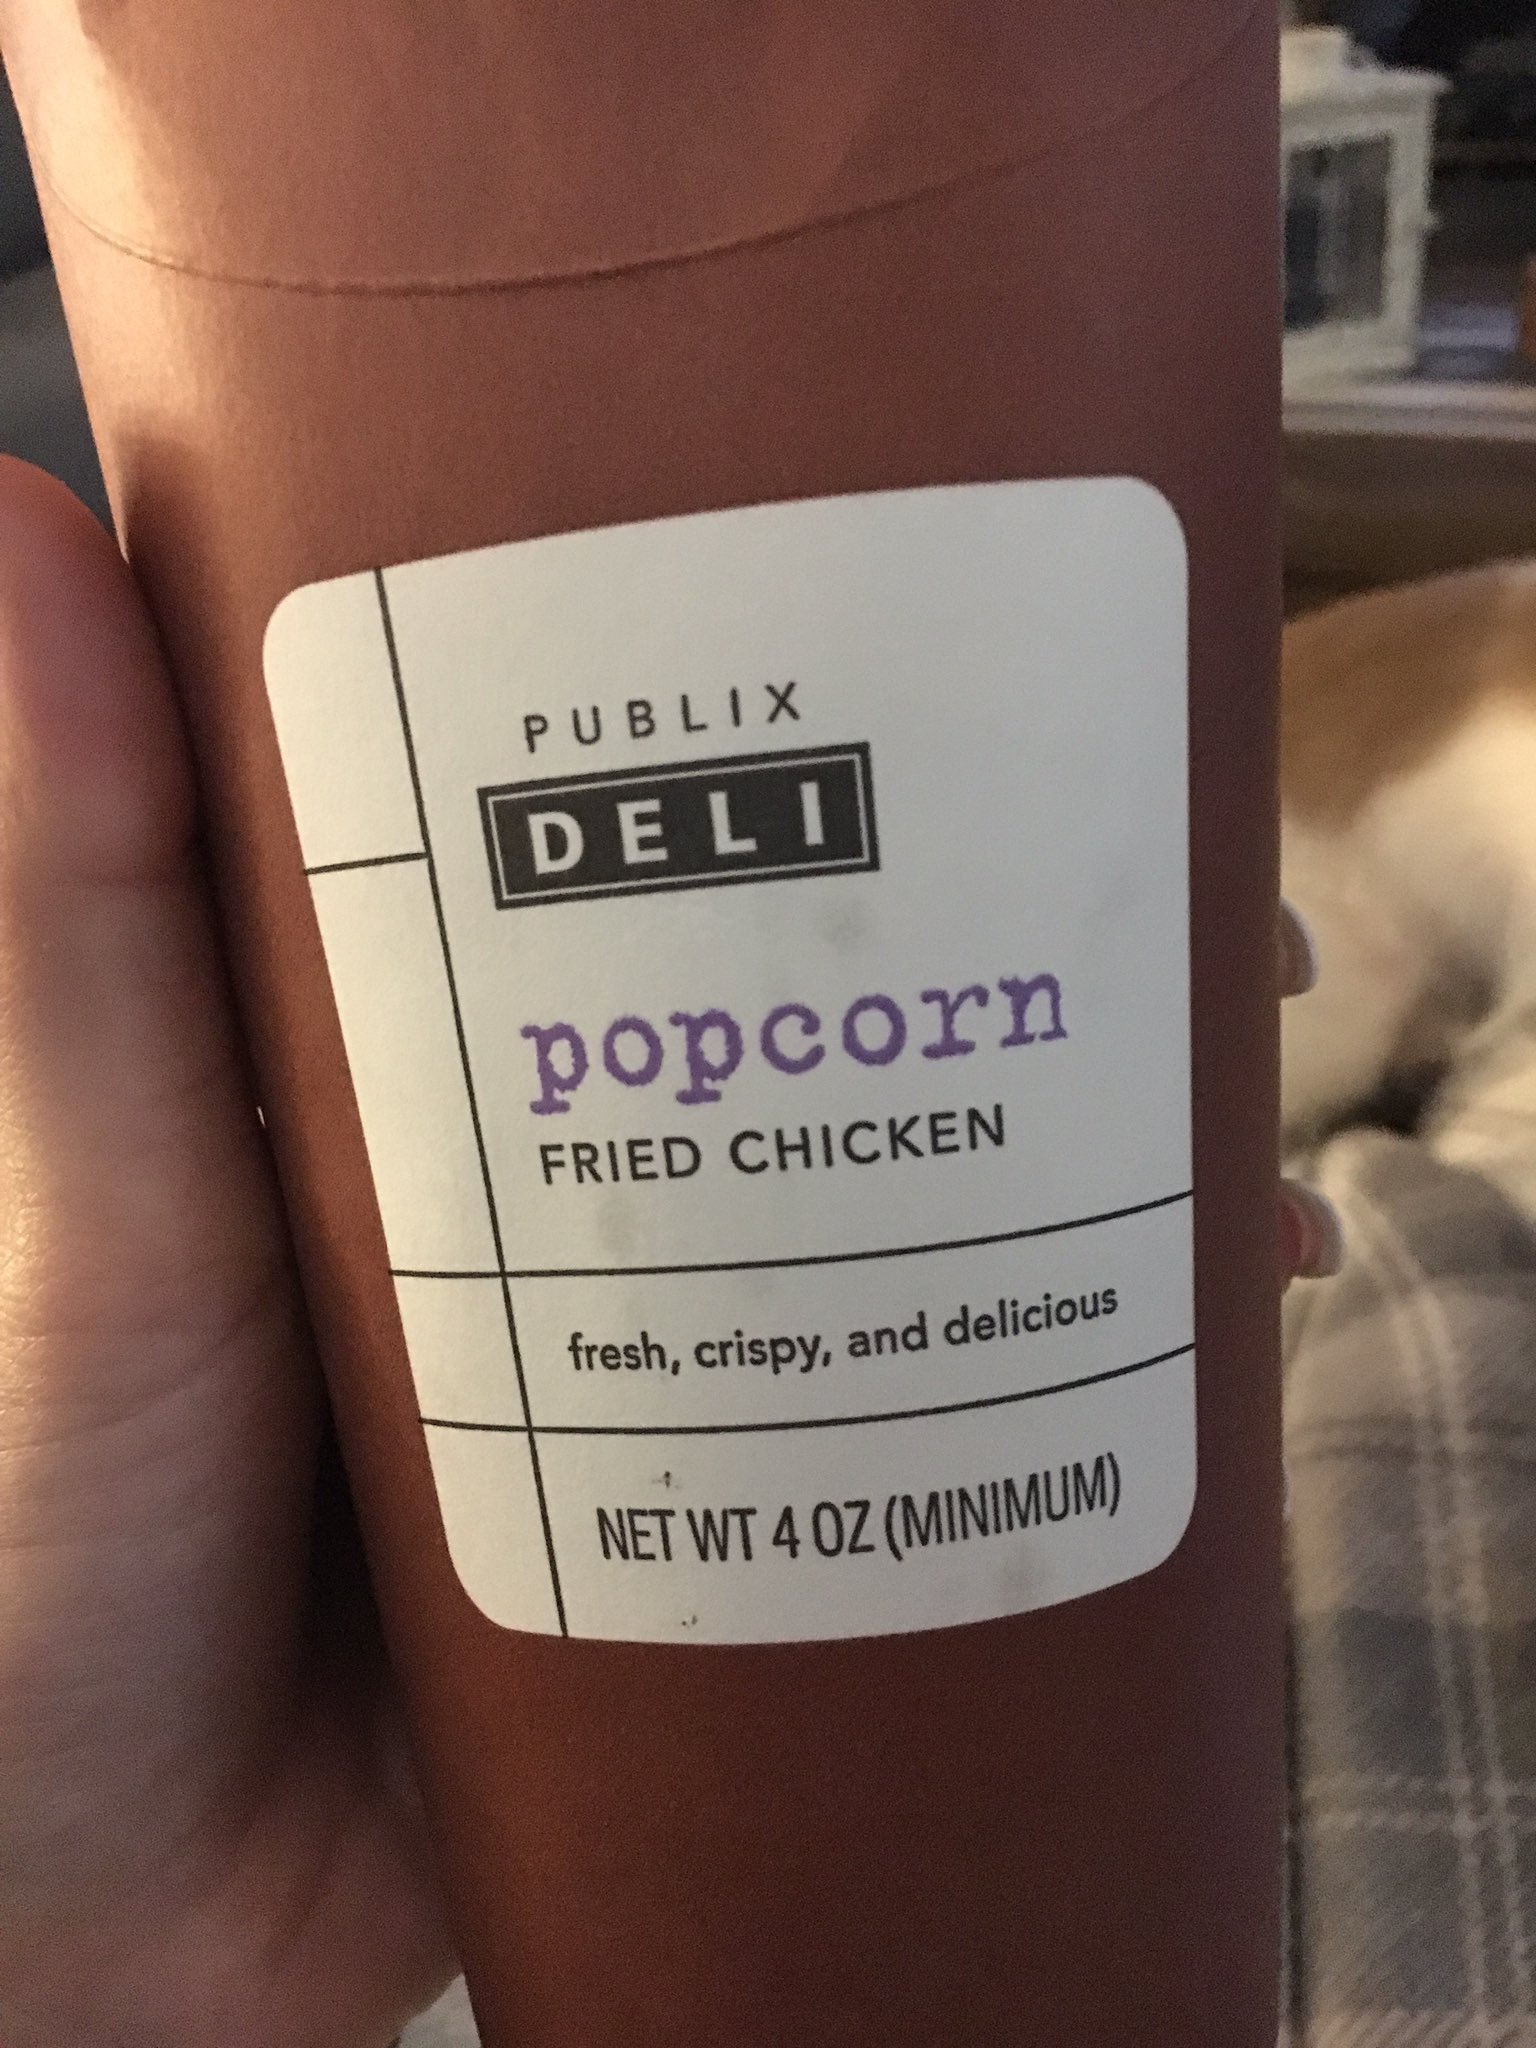 PUBLIX
DELI
popcorn
FRIED CHICKEN
fresh, crispy, and delicious
NET WT 4 OZ (MINIMUM)